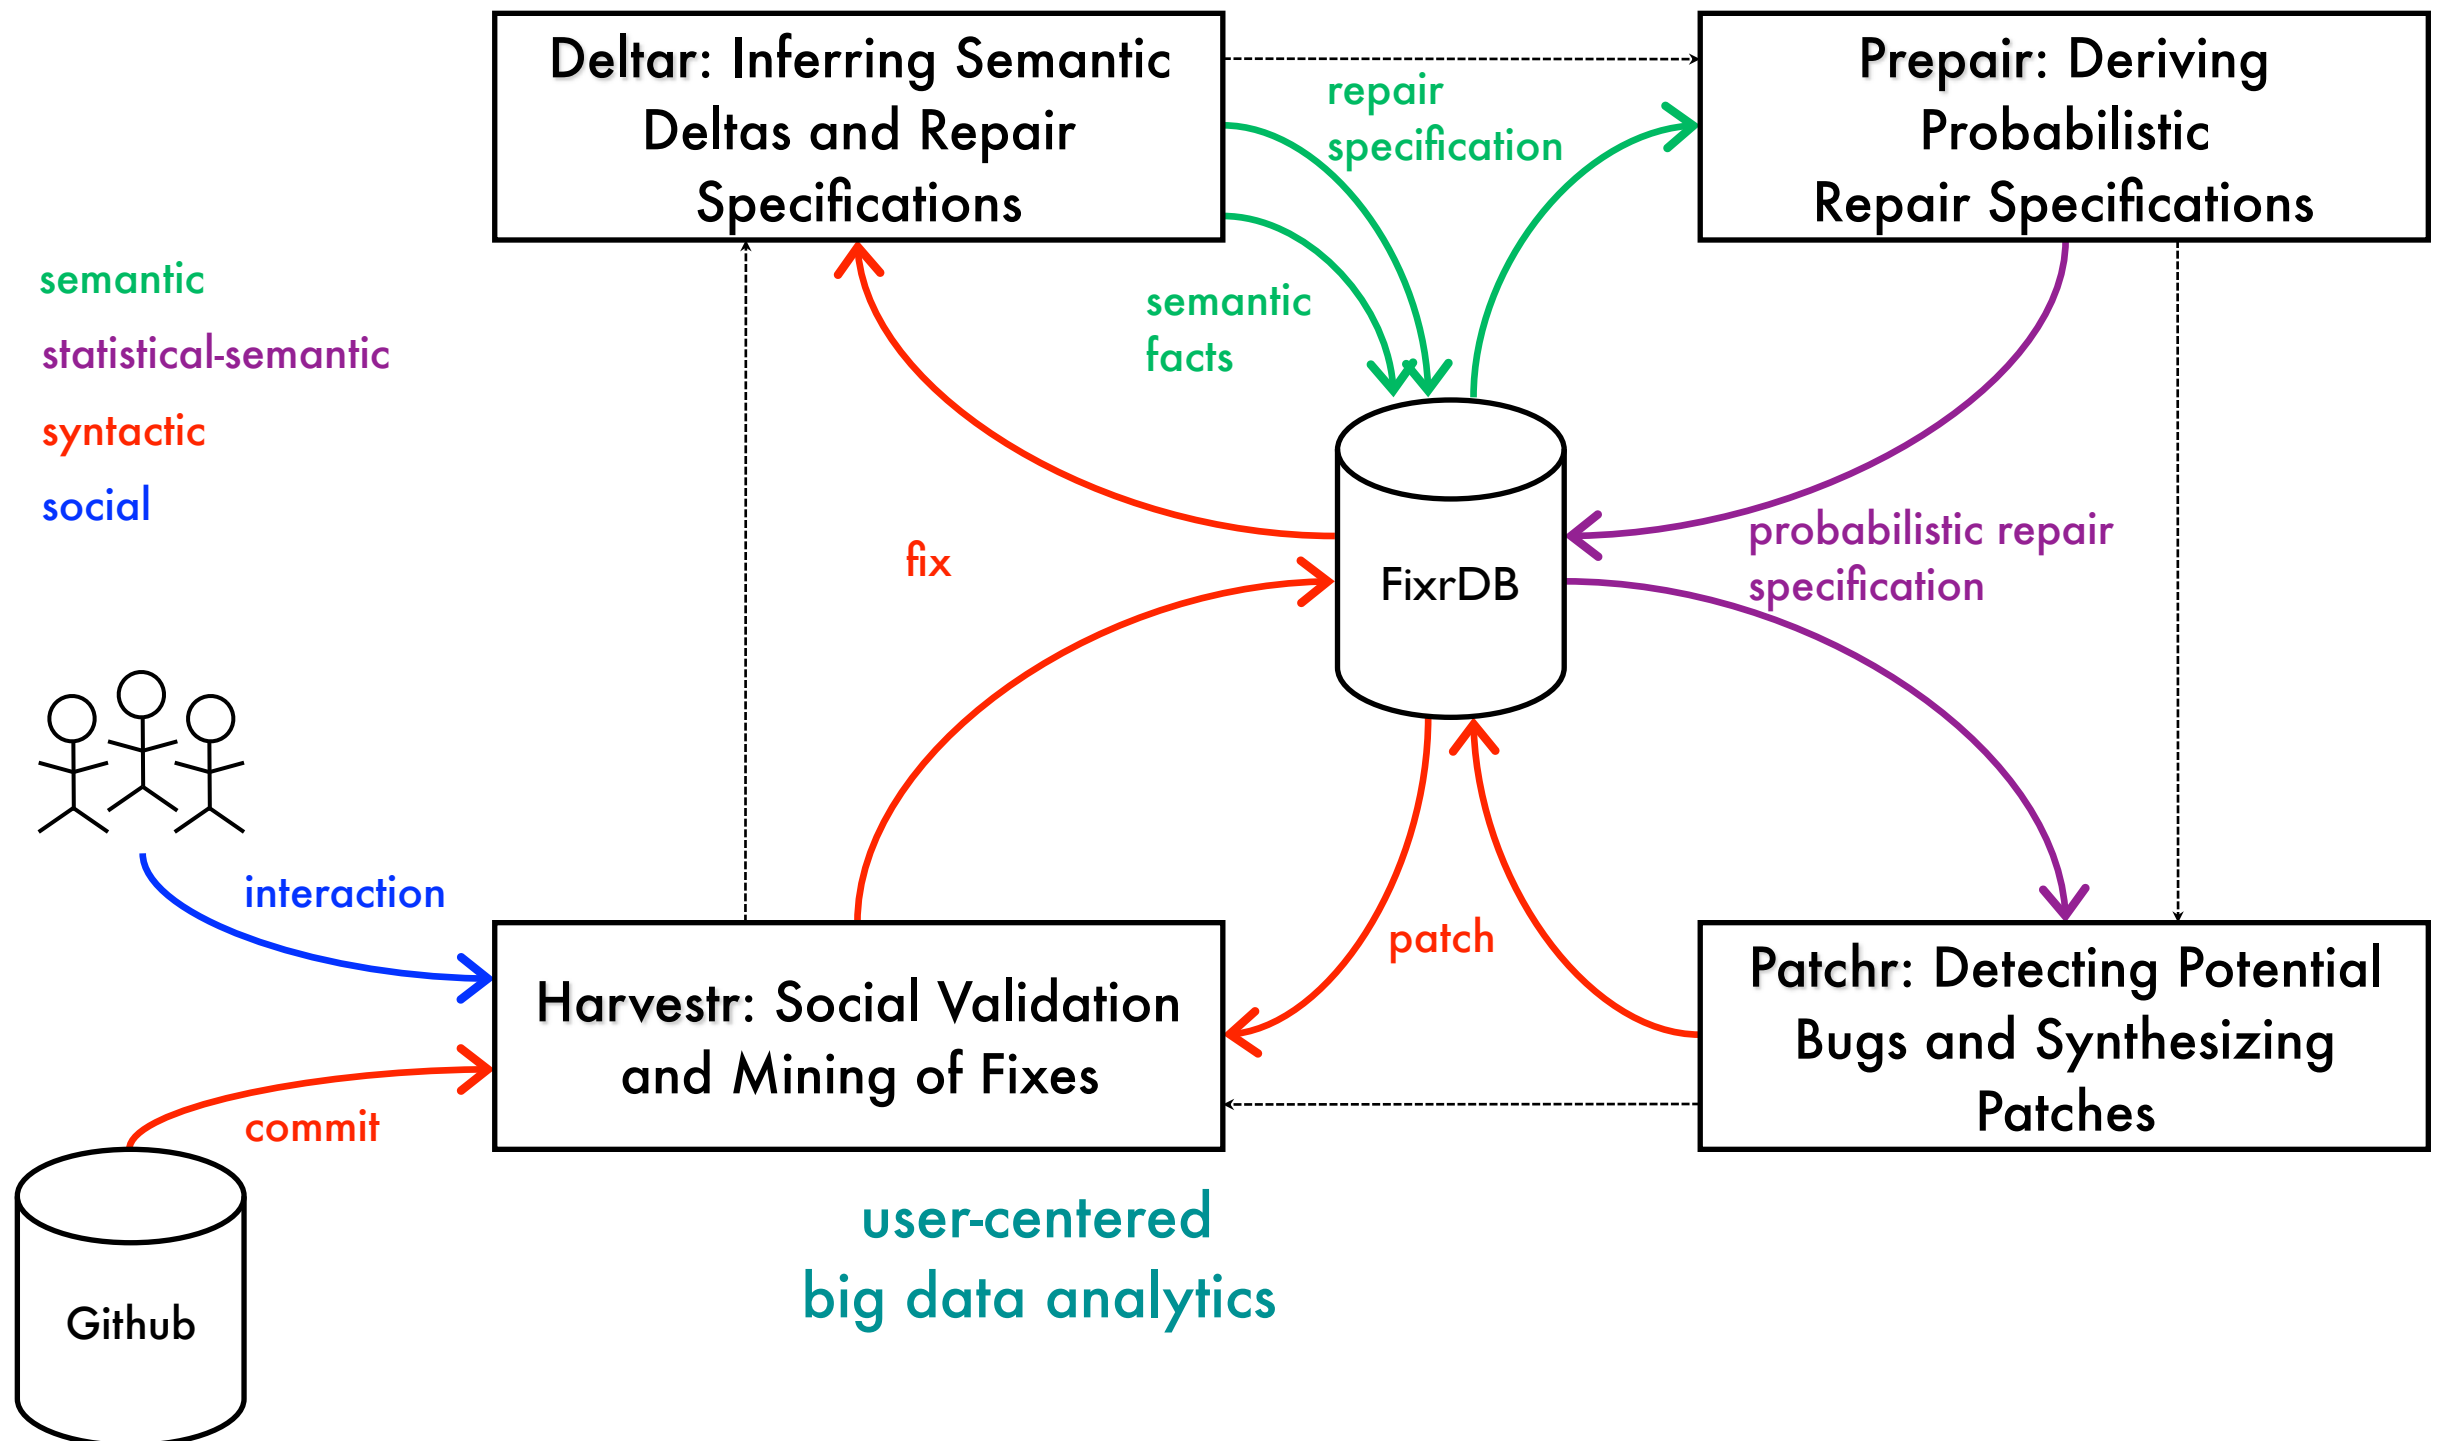 Deltar: Inferring Semantic
Deltas and Repair
Specifications
Prepair: Deriving
Probabilistic
Repair Specifications
repair
specification
semantic
facts
semantic
statistical-semantic
syntactic
social
fix
FixrDB
probabilistic repair
specification
interaction
commit
patch
Harvestr: Social Validation
and Mining of Fixes
Patchr: Detecting Potential
Bugs and Synthesizing
Patches
user-centered
big data analytics
Github